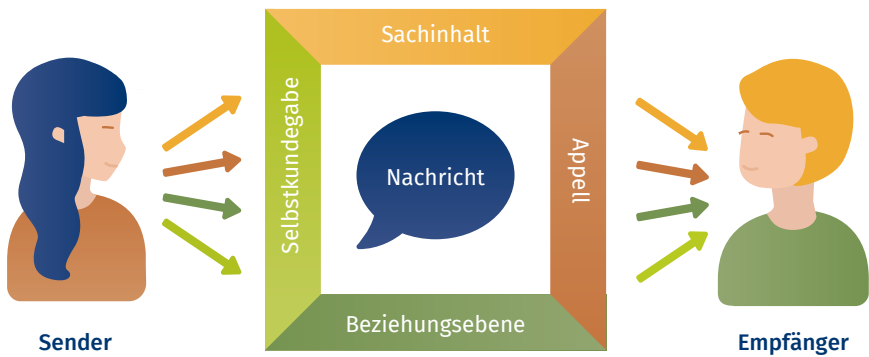 Sachinhalt
Selbstkundegabe
Nachricht
Appell
Beziehungsebene
Sender
Empfänger